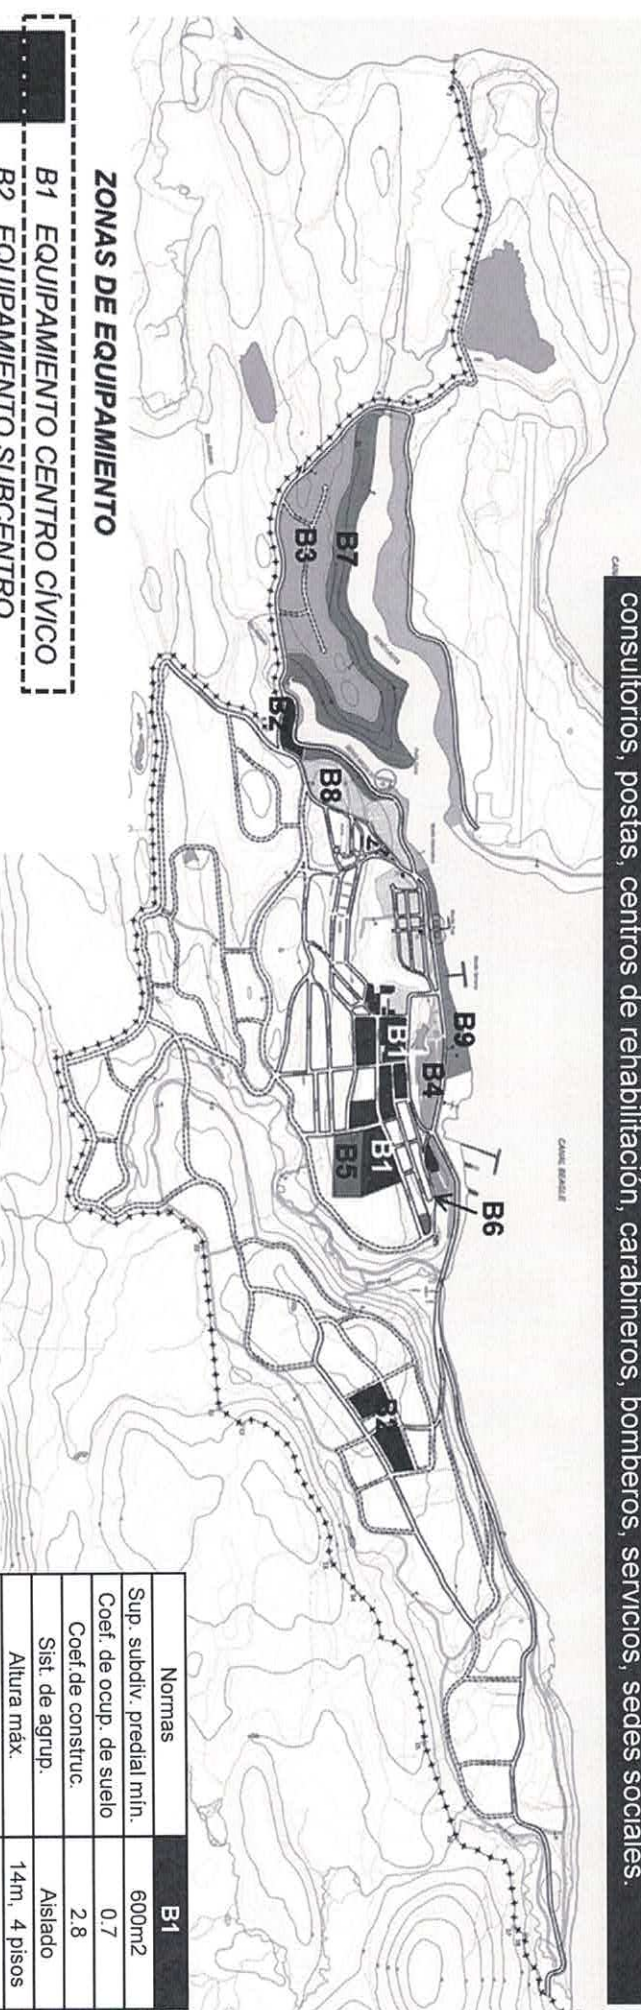 consultorios, postas, centros de rehabilitación, carabineros, bomberos, servicios, sedes sociales.
CANAL BEAGLE
B7
B3
B2
B8
B9
B1
B4
B1
B5
B6
B2
ZONAS DE EQUIPAMIENTO
B1 EQUIPAMIENTO CENTRO CÍVICO
B2 EQUIPAMIENTO SUBCENTRO
Normas B1
Sup. subdiv. predial mín. 600m2
Coef. de ocup. de suelo 0.7
Coef.de construc. 2.8
Sist. de agrup. Aislado
Altura máx. 14m, 4 pisos